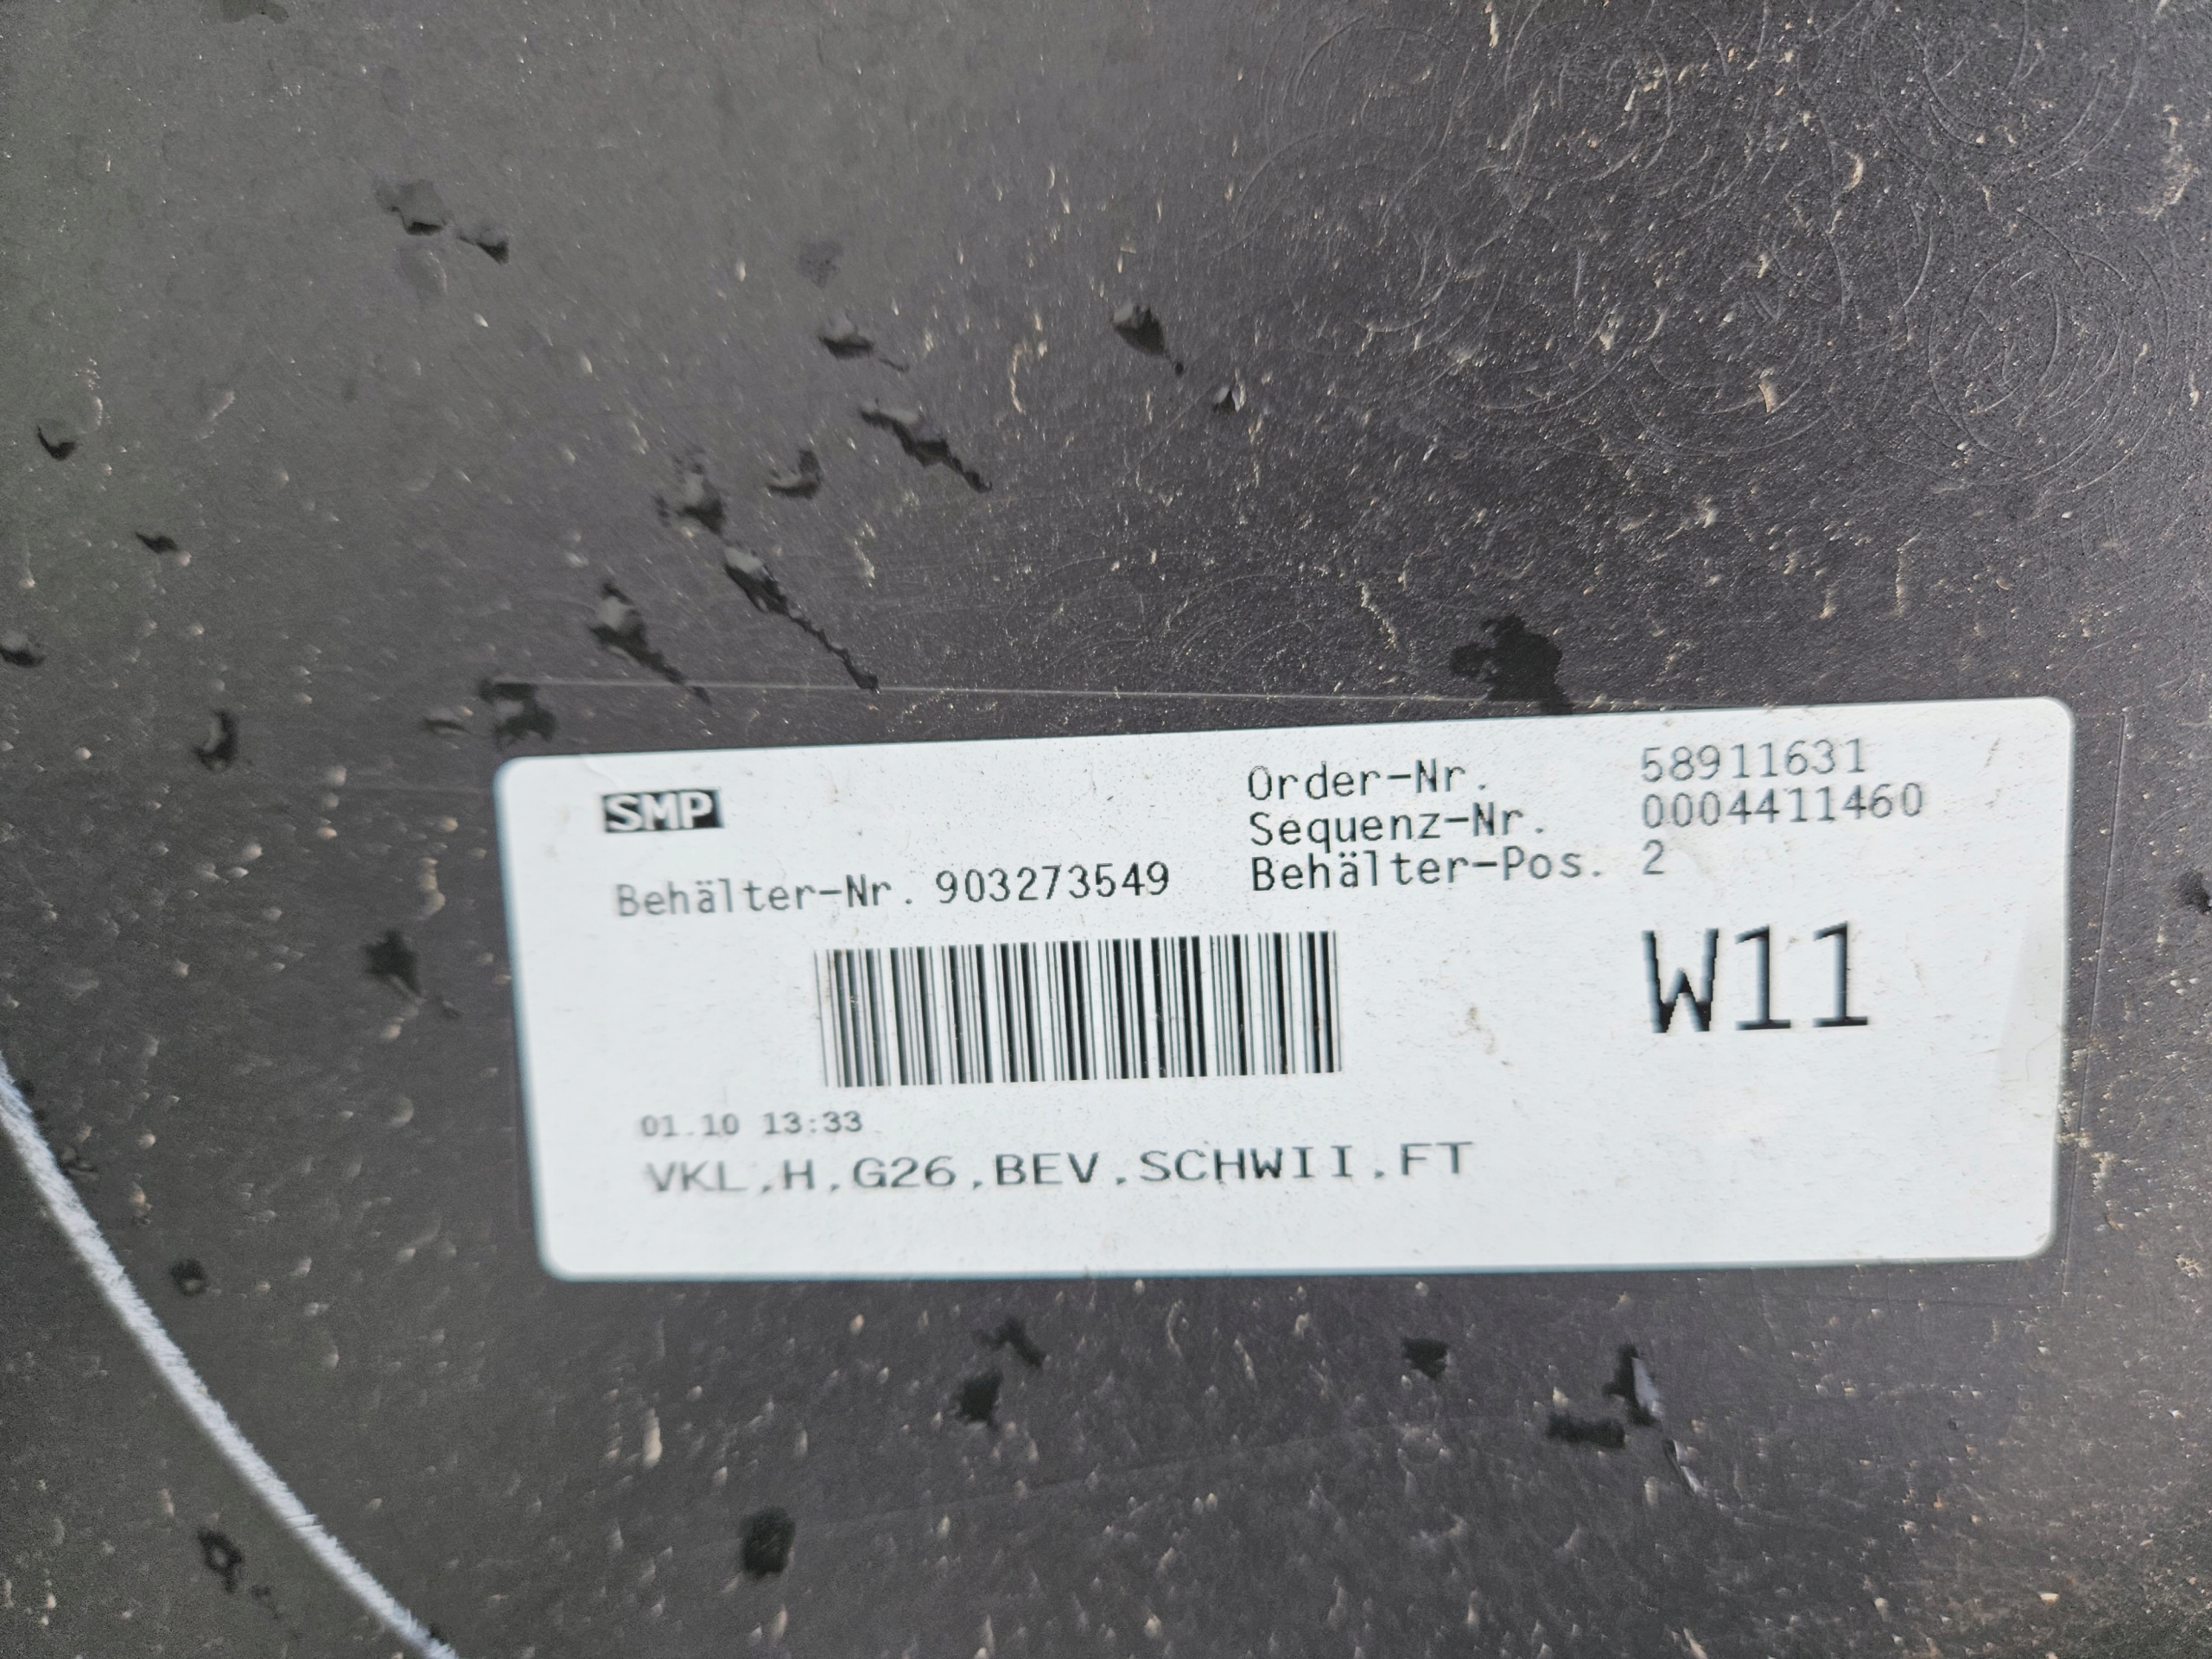 SMP
Order-Nr. 58911631
Sequenz-Nr. 0004411460
Behälter-Nr. 903273549
Behälter-Pos. 2
W11
01.10 13:33
VKL,H,G26,BEV,SCHWII,FT